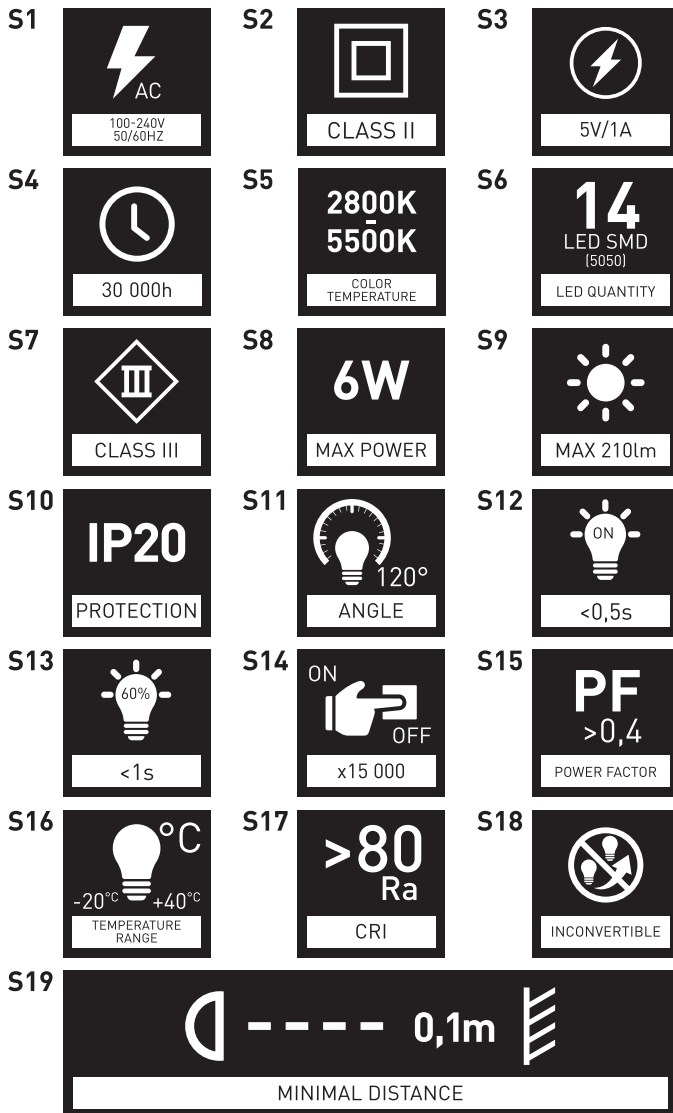 S1
AC
100-240V
50/60HZ
S2
CLASS II
S3
5V/1A
S4
30 000h
S5
2800K
-
5500K
COLOR
TEMPERATURE
S6
14
LED SMD
(5050)
LED QUANTITY
S7
III
CLASS III
S8
6W
MAX POWER
S9
MAX 210lm
S10
IP20
PROTECTION
S11
120°
ANGLE
S12
ON
<0,5s
S13
60%
<1s
S14
ON
OFF
x15 000
S15
PF
>0,4
POWER FACTOR
S16
°C
-20°C +40°C
TEMPERATURE
RANGE
S17
>80
Ra
CRI
S18
INCONVERTIBLE
S19
0,1m
MINIMAL DISTANCE